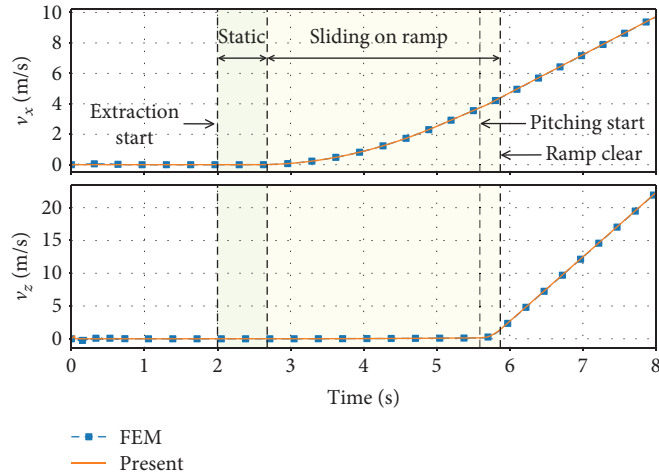 10
8
6
4
2
0
v_x (m/s)
Static
Sliding on ramp
Extraction
start
Pitching start
Ramp clear
20
15
10
5
0
v_z (m/s)
0 1 2 3 4 5 6 7 8
Time (s)
FEM
Present